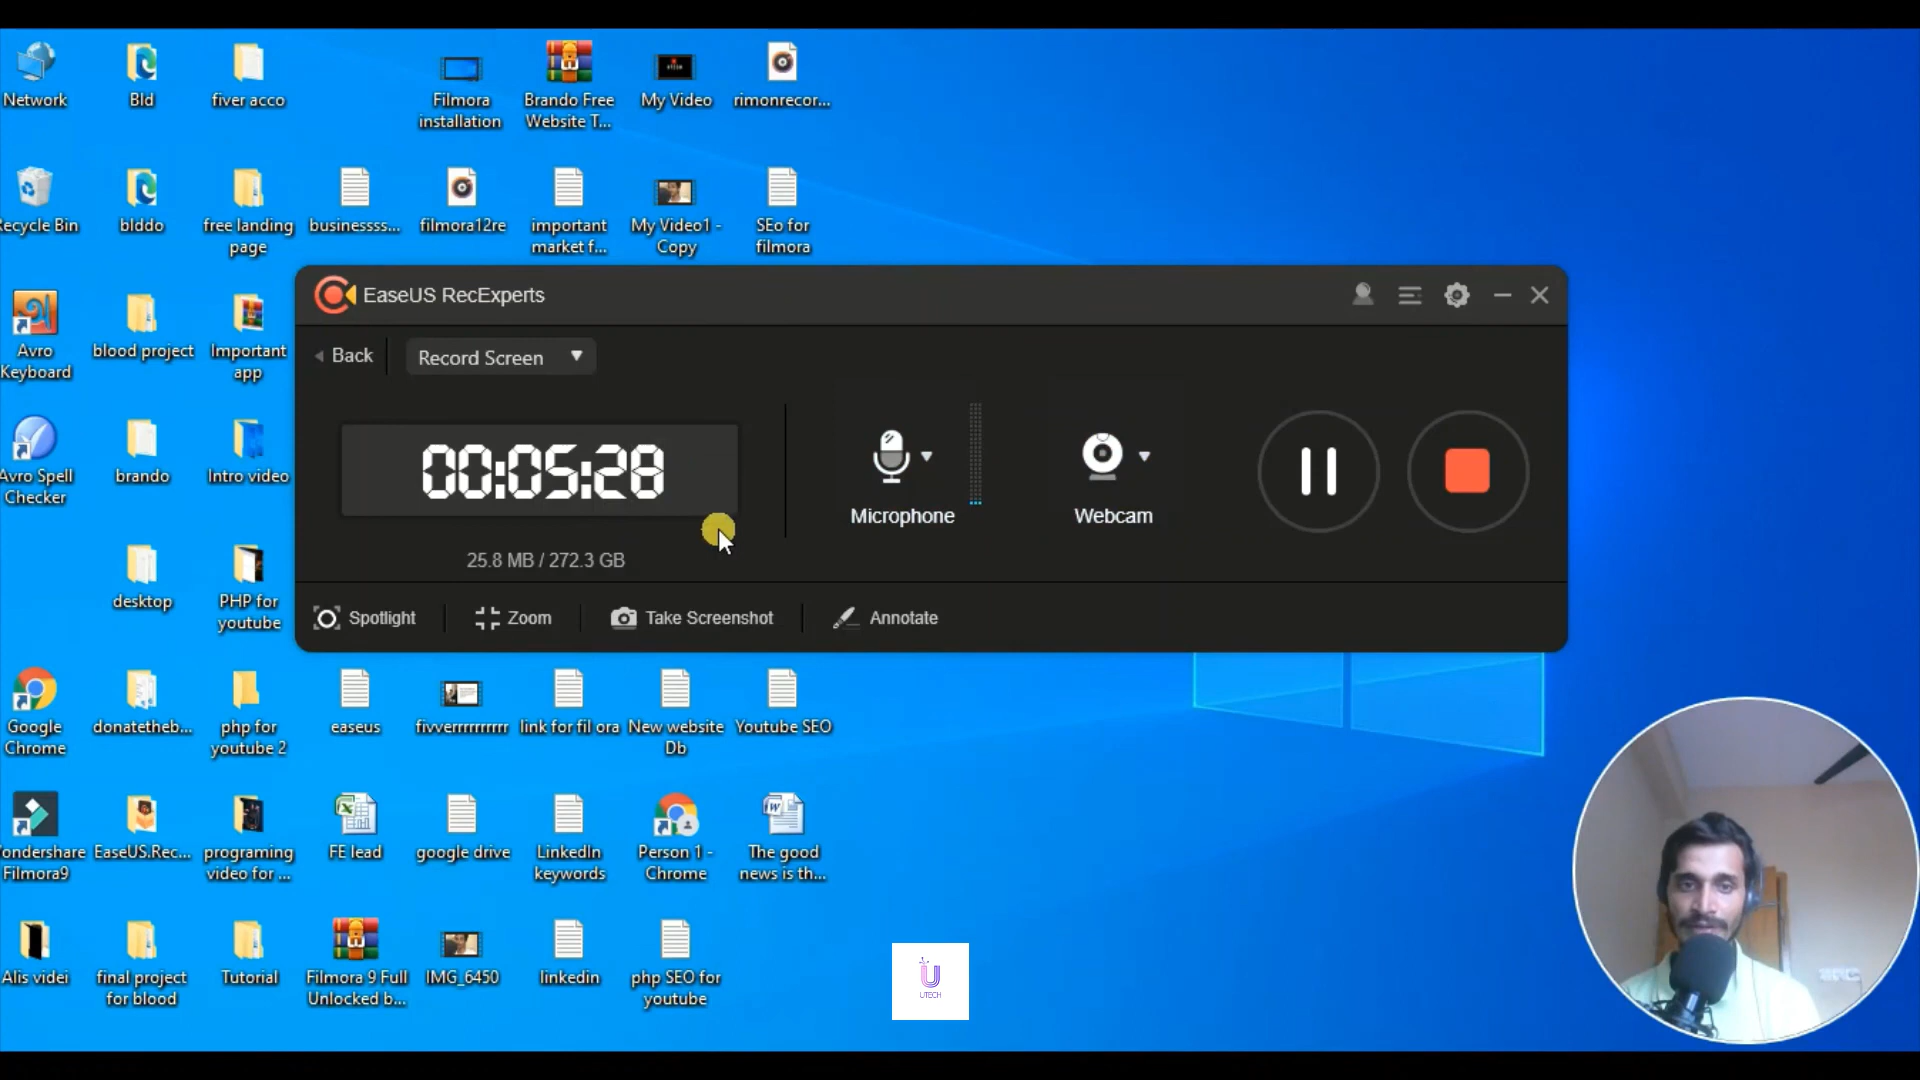 Network
Bld
fiver acco
Filmora
installation
Brando Free
Website T...
My Video
rimonrecor...
Recycle Bin
blddo
free landing
page
businessss...
filmora12re
important
market f...
My Video1 -
Copy
SEo for
filmora
EaseUS RecExperts
Back
Record Screen
00:05:28
25.8 MB / 272.3 GB
Microphone
Webcam
Spotlight
Zoom
Take Screenshot
Annotate
Avro
Keyboard
blood project
Important
app
Avro Spell
Checker
brando
Intro video
desktop
PHP for
youtube
Google
Chrome
donatetheb...
php for
youtube 2
easeus
fivverrrrrrrrrr
link for fil ora
New website
Db
Youtube SEO
Wondershare
Filmora9
EaseUS.Rec...
programing
video for ...
FE lead
google drive
LinkedIn
keywords
Person 1 -
Chrome
The good
news is th...
Alis videi
final project
for blood
Tutorial
Filmora 9 Full
Unlocked b...
IMG_6450
linkedin
php SEO for
youtube
UTECH